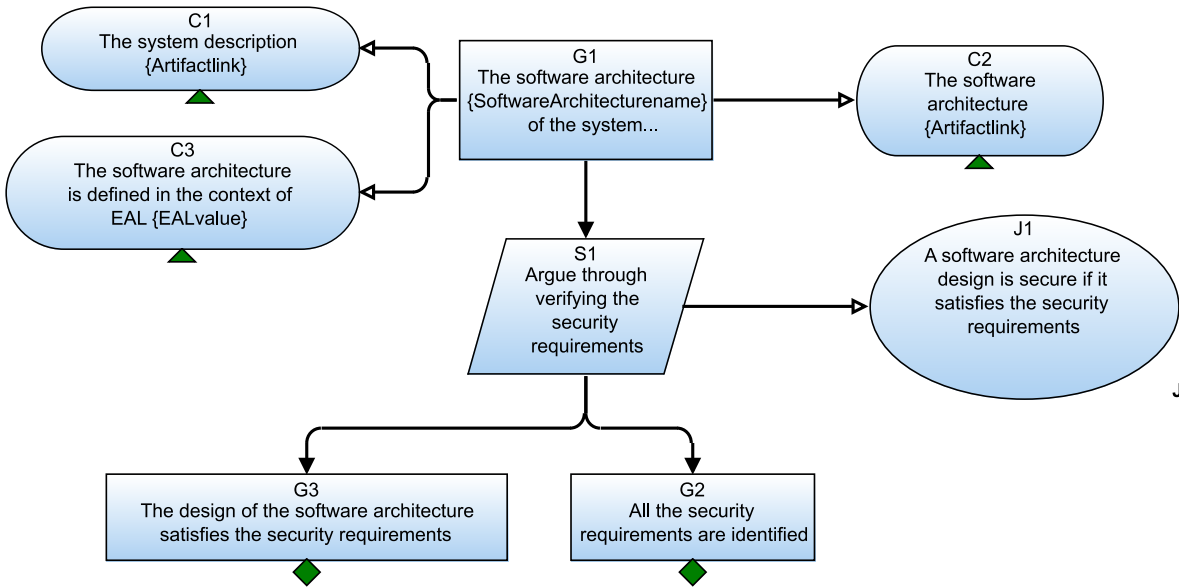 C1
The system description
{Artifactlink}
G1
The software architecture
{SoftwareArchitecturename}
of the system...
C2
The software
architecture
{Artifactlink}
C3
The software architecture
is defined in the context of
EAL {EALvalue}
S1
Argue through
verifying the
security
requirements
J1
A software architecture
design is secure if it
satisfies the security
requirements
J
G3
The design of the software architecture
satisfies the security requirements
G2
All the security
requirements are identified